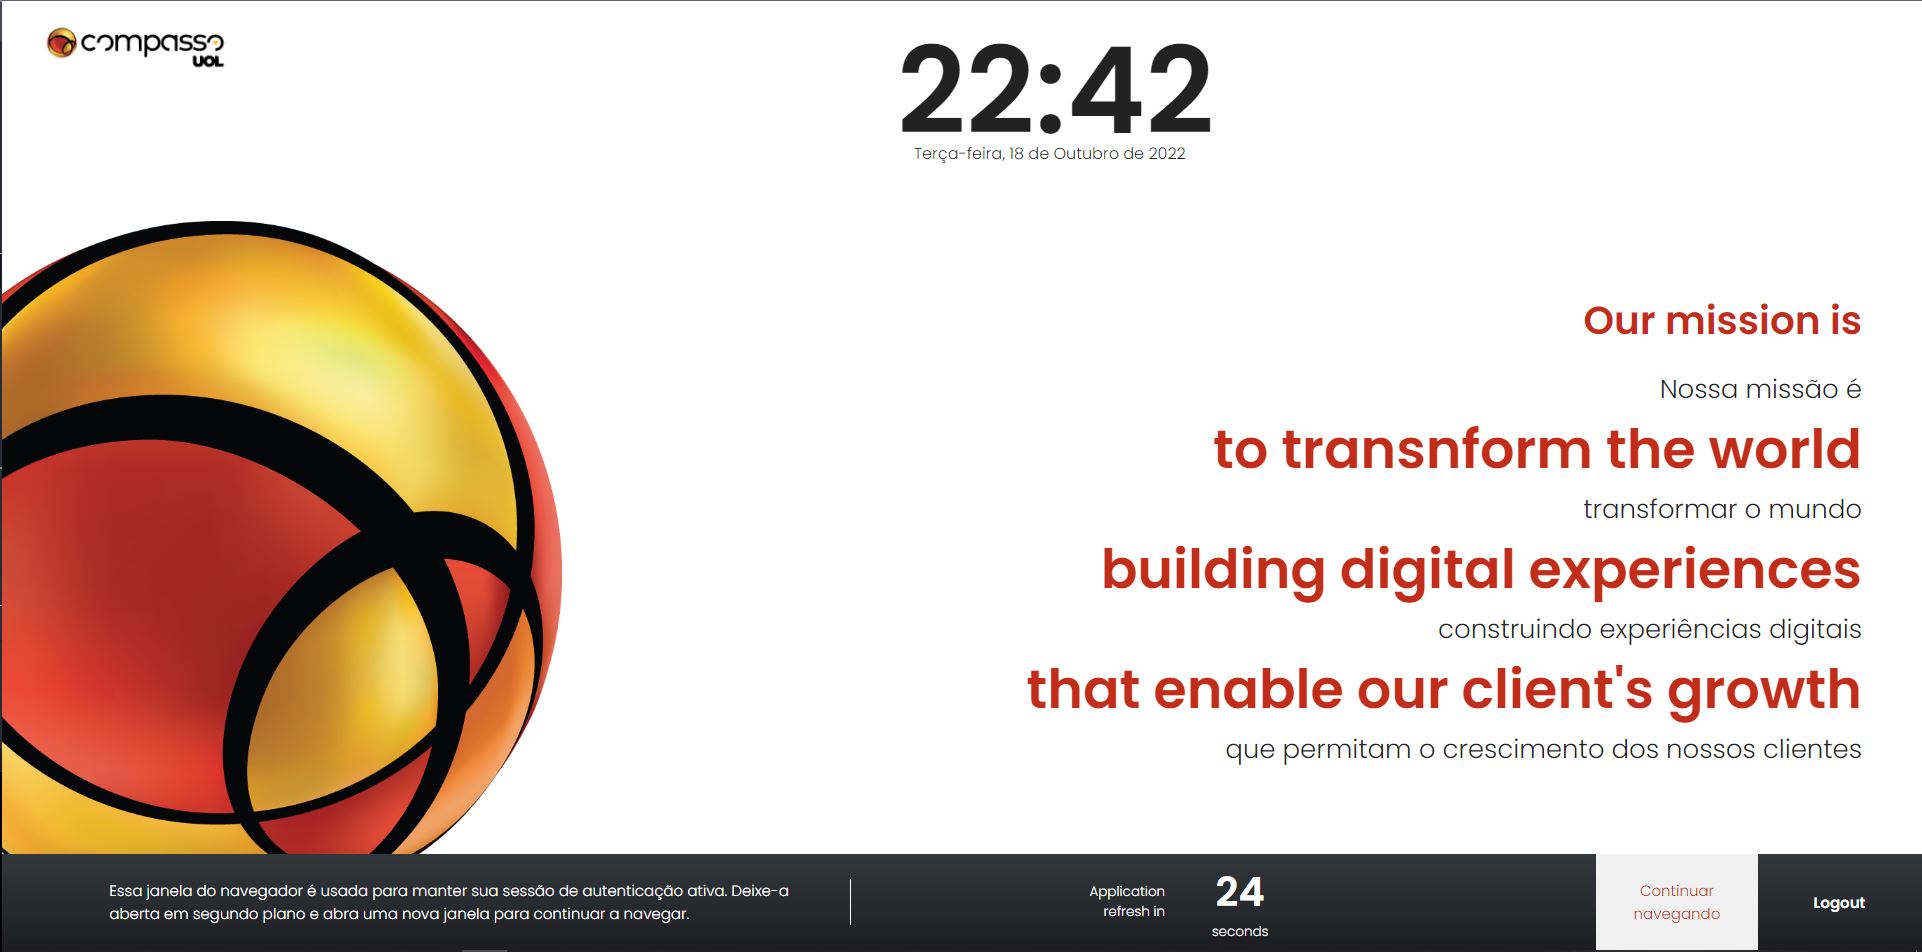 compasso
UOL
22:42
Terça-feira, 18 de Outubro de 2022
Our mission is
Nossa missão é
to transnform the world
transformar o mundo
building digital experiences
construindo experiências digitais
that enable our client's growth
que permitam o crescimento dos nossos clientes
Essa janela do navegador é usada para manter sua sessão de autenticação ativa. Deixe-a
aberta em segundo plano e abra uma nova janela para continuar a navegar.
Application
refresh in
24
seconds
Continuar
navegando
Logout